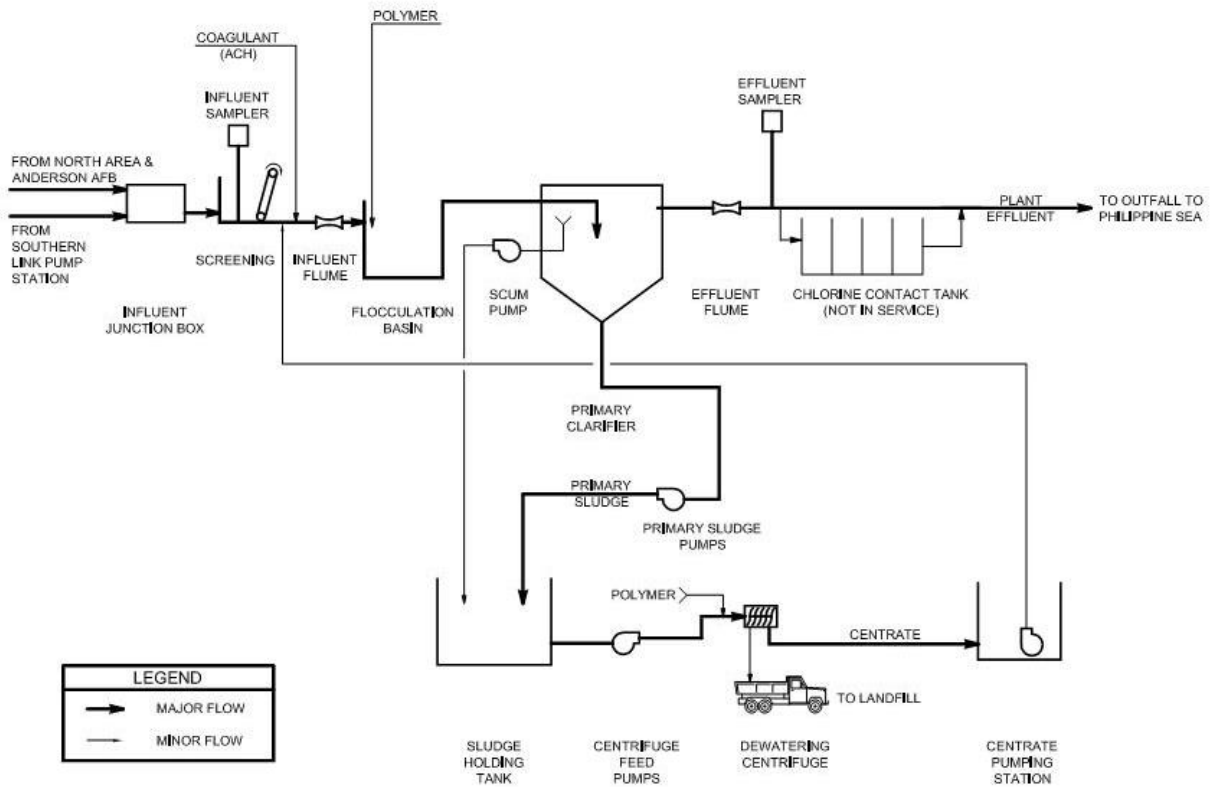 POLYMER
COAGULANT
(ACH)
INFLUENT
SAMPLER
EFFLUENT
SAMPLER
FROM NORTH AREA &
ANDERSON AFB
FROM
SOUTHERN
LINK PUMP
STATION
SCREENING
INFLUENT
FLUME
INFLUENT
JUNCTION BOX
FLOCCULATION
BASIN
SCUM
PUMP
EFFLUENT
FLUME
CHLORINE CONTACT TANK
(NOT IN SERVICE)
PLANT
EFFLUENT
TO OUTFALL TO
PHILIPPINE SEA
PRIMARY
CLARIFIER
PRIMARY
SLUDGE
PRIMARY SLUDGE
PUMPS
POLYMER
CENTRATE
TO LANDFILL
LEGEND
MAJOR FLOW
MINOR FLOW
SLUDGE
HOLDING
TANK
CENTRIFUGE
FEED
PUMPS
DEWATERING
CENTRIFUGE
CENTRATE
PUMPING
STATION